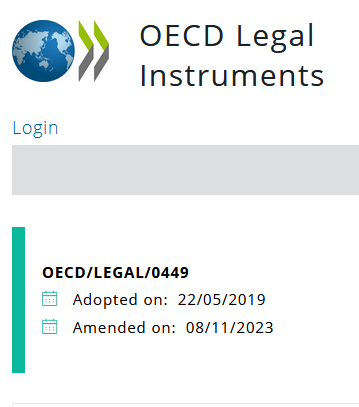 OECD Legal
Instruments
Login
OECD/LEGAL/0449
Adopted on: 22/05/2019
Amended on: 08/11/2023